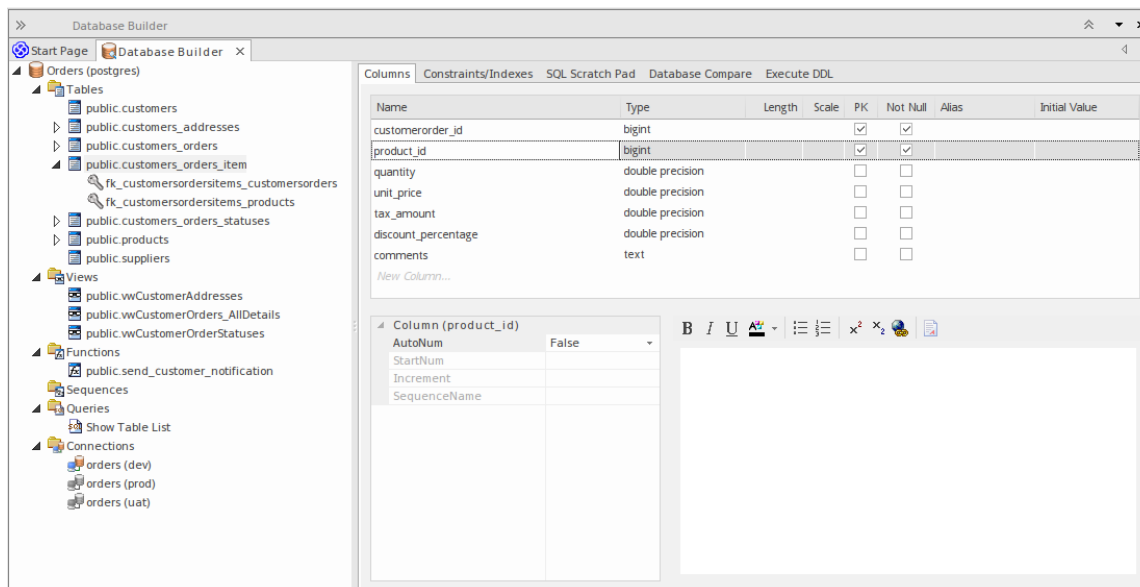 Database Builder
Start Page
Database Builder
Orders (postgres)
Tables
public.customers
public.customers_addresses
public.customers_orders
public.customers_orders_item
fk_customersordersitems_customersorders
fk_customersordersitems_products
public.customers_orders_statuses
public.products
public.suppliers
Views
public.vwCustomerAddresses
public.vwCustomerOrders_AllDetails
public.vwCustomerOrderStatuses
Functions
public.send_customer_notification
Sequences
Queries
Show Table List
Connections
orders (dev)
orders (prod)
orders (uat)
Columns Constraints/Indexes SQL Scratch Pad Database Compare Execute DDL
Name Type Length Scale PK Not Null Alias Initial Value
customerorder_id bigint
product_id bigint
quantity double precision
unit_price double precision
tax_amount double precision
discount_percentage double precision
comments text
New Column...
Column (product_id)
AutoNum False
StartNum
Increment
SequenceName
B I U A x² x₂